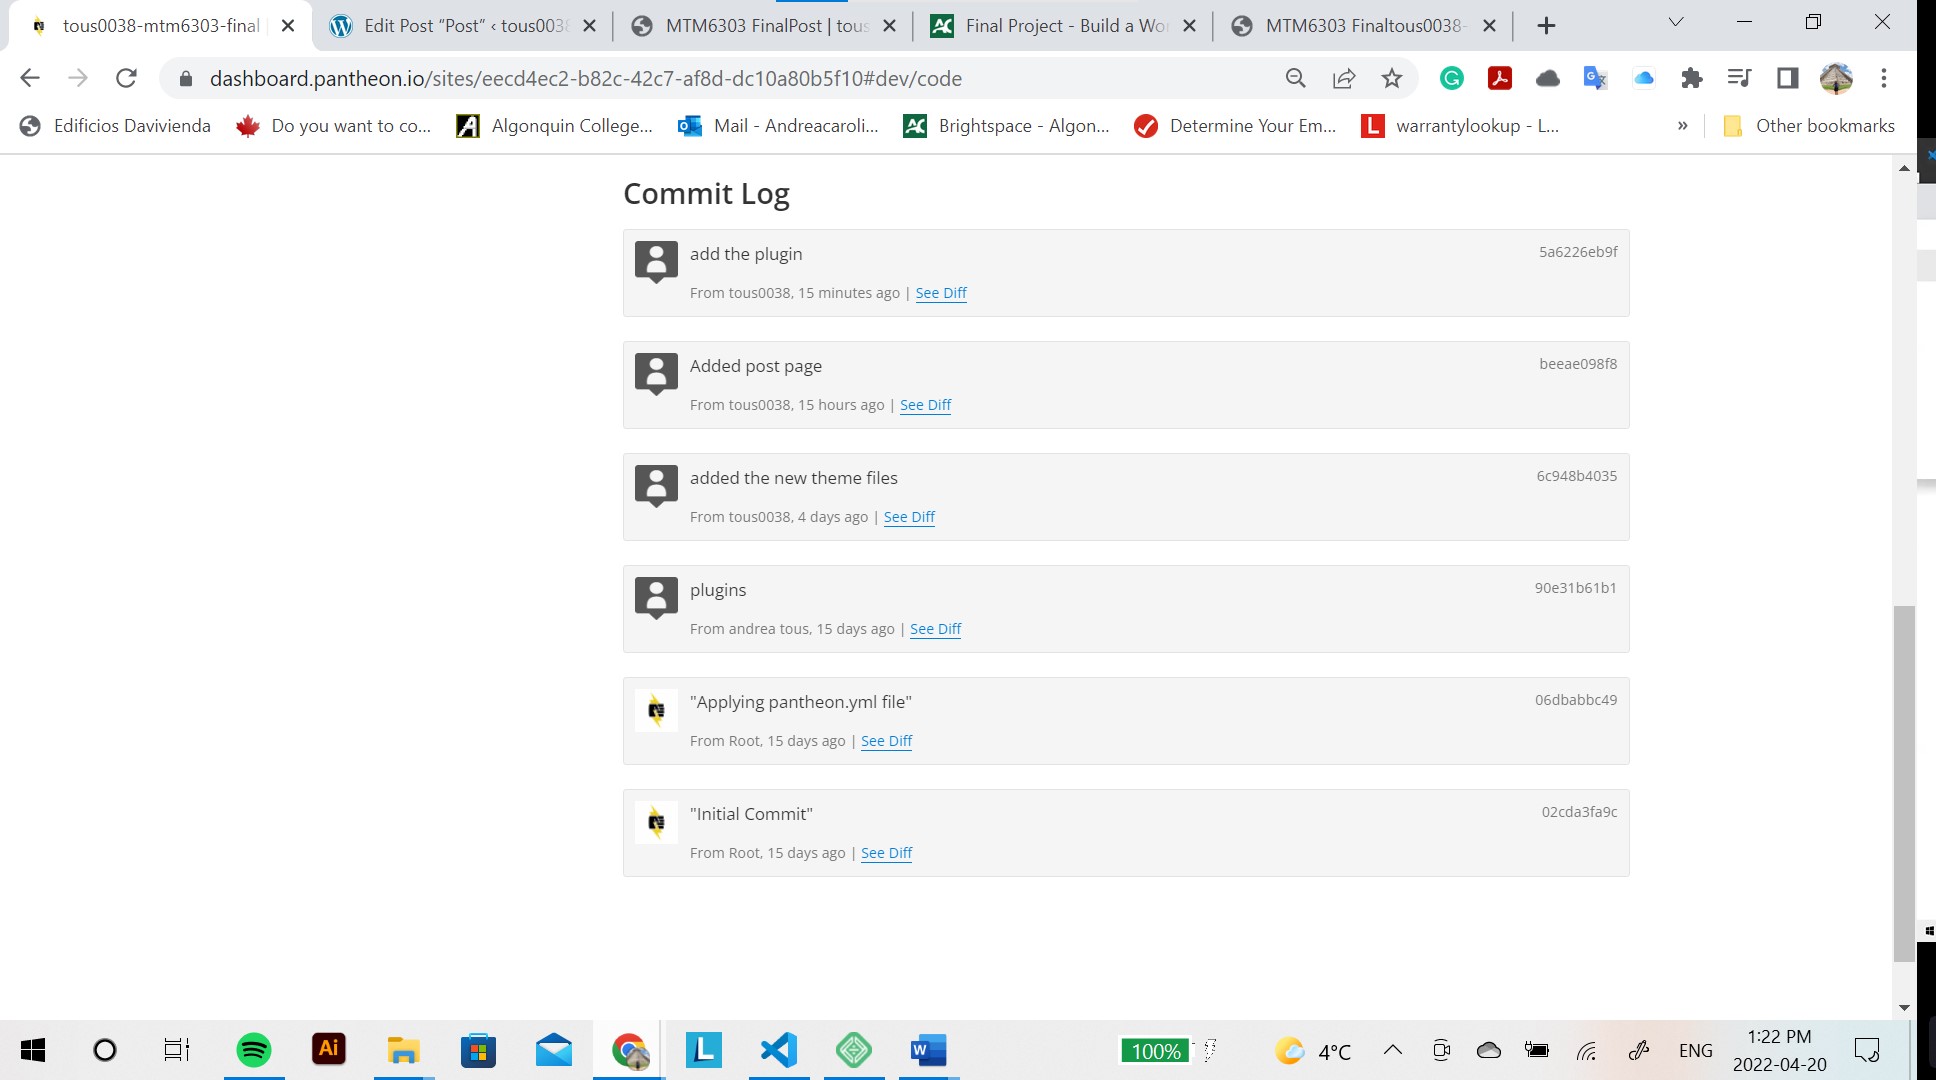 tous0038-mtm6303-final
Edit Post “Post” ‹ tous0038
MTM6303 FinalPost | tous
Final Project - Build a Wor
MTM6303 Finaltous0038-
dashboard.pantheon.io/sites/eecd4ec2-b82c-42c7-af8d-dc10a80b5f10#dev/code
Edificios Davivienda
Do you want to co...
Algonquin College...
Mail - Andreacaroli...
Brightspace - Algon...
Determine Your Em...
warrantylookup - L...
»
Other bookmarks
Commit Log
add the plugin
5a6226eb9f
From tous0038, 15 minutes ago | See Diff
Added post page
beeae098f8
From tous0038, 15 hours ago | See Diff
added the new theme files
6c948b4035
From tous0038, 4 days ago | See Diff
plugins
90e31b61b1
From andrea tous, 15 days ago | See Diff
"Applying pantheon.yml file"
06dbabbc49
From Root, 15 days ago | See Diff
"Initial Commit"
02cda3fa9c
From Root, 15 days ago | See Diff
Ai
L
W
100%
4°C
ENG
1:22 PM
2022-04-20